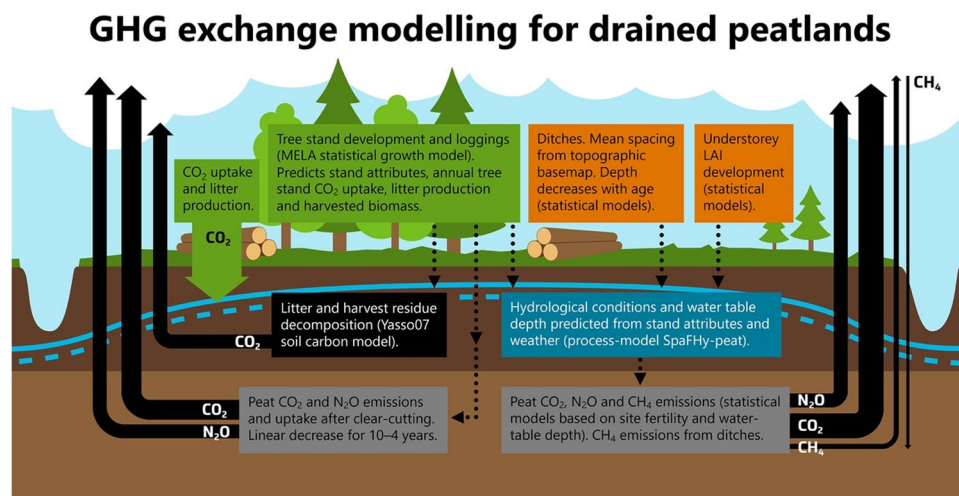 GHG exchange modelling for drained peatlands
CH₄
Tree stand development and loggings
(MELA statistical growth model).
Predicts stand attributes, annual tree
stand CO₂ uptake, litter production
and harvested biomass.
Ditches. Mean spacing
from topographic
basemap. Depth
decreases with age
(statistical models).
Understorey
LAI
development
(statistical
models).
CO₂ uptake
and litter
production.
CO₂
Litter and harvest residue
decomposition (Yasso07
soil carbon model).
CO₂
Hydrological conditions and water table
depth predicted from stand attributes and
weather (process-model SpaFHy-peat).
Peat CO₂ and N₂O emissions
and uptake after clear-cutting.
Linear decrease for 10–4 years.
CO₂
N₂O
Peat CO₂, N₂O and CH₄ emissions (statistical
models based on site fertility and water-
table depth). CH₄ emissions from ditches.
N₂O
CO₂
CH₄